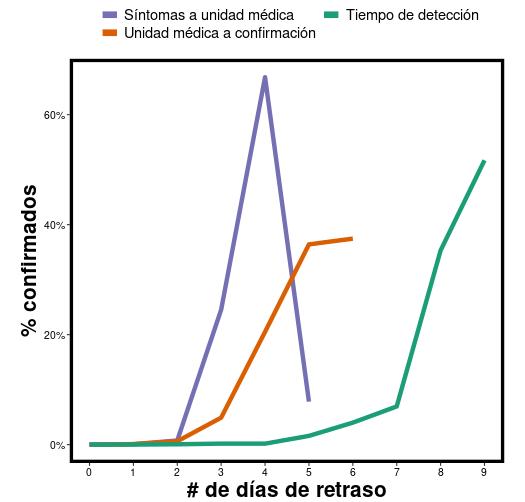 Síntomas a unidad médica
Tiempo de detección
Unidad médica a confirmación
60%
40%
20%
0%
% confirmados
0 1 2 3 4 5 6 7 8 9
# de días de retraso